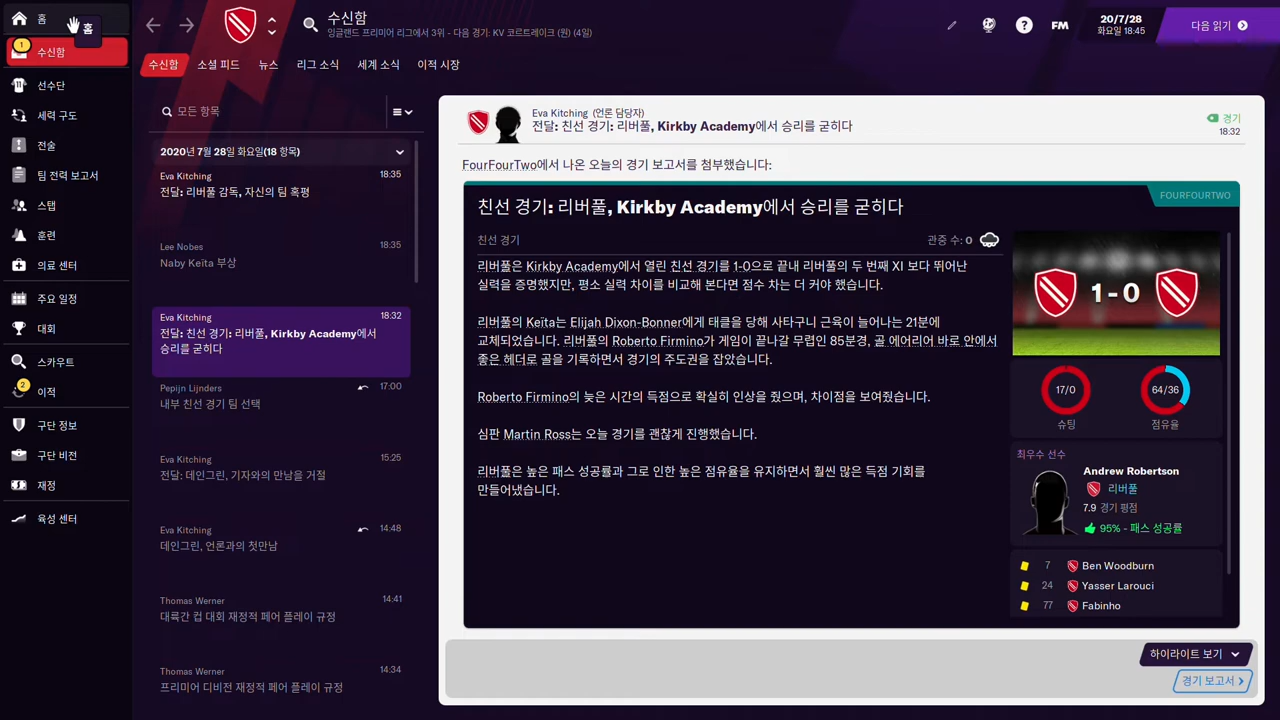 홈
홈
수신함
잉글랜드 프리미어 리그에서 3위 - 다음 경기: KV 코르트레이크 (원) (4일)
FM
20/7/28
화요일 18:45
다음 읽기
1
수신함
선수단
세력 구도
전술
팀 전력 보고서
스탭
훈련
의료 센터
주요 일정
대회
스카우트
2
이적
구단 정보
구단 비전
재정
육성 센터
수신함
소셜 피드
뉴스
리그 소식
세계 소식
이적 시장
모든 항목
2020년 7월 28일 화요일(18 항목)
Eva Kitching
18:35
전달: 리버풀 감독, 자신의 팀 혹평
Lee Nobes
18:35
Naby Keïta 부상
Eva Kitching
18:32
전달: 친선 경기: 리버풀, Kirkby Academy에서
승리를 굳히다
Pepijn Lijnders
17:00
내부 친선 경기 팀 선택
Eva Kitching
15:25
전달: 데인그린, 기자와의 만남을 거절
Eva Kitching
14:48
데인그린, 언론과의 첫만남
Thomas Werner
14:41
대륙간 컵 대회 재정적 페어 플레이 규정
Thomas Werner
14:34
프리미어 디비전 재정적 페어 플레이 규정
Eva Kitching (언론 담당자)
전달: 친선 경기: 리버풀, Kirkby Academy에서 승리를 굳히다
경기
18:32
FourFourTwo에서 나온 오늘의 경기 보고서를 첨부했습니다:
FOURFOURTWO
친선 경기: 리버풀, Kirkby Academy에서 승리를 굳히다
친선 경기
관중 수: 0
리버풀은 Kirkby Academy에서 열린 친선 경기를 1-0으로 끝내 리버풀의 두 번째 XI 보다 뛰어난
실력을 증명했지만, 평소 실력 차이를 비교해 본다면 점수 차는 더 커야 했습니다.
리버풀의 Keïta는 Elijah Dixon-Bonner에게 태클을 당해 사타구니 근육이 늘어나는 21분에
교체되었습니다. 리버풀의 Roberto Firmino가 게임이 끝나갈 무렵인 85분경, 골 에어리어 바로 안에서
좋은 헤더로 골을 기록하면서 경기의 주도권을 잡았습니다.
Roberto Firmino의 늦은 시간의 득점으로 확실히 인상을 줬으며, 차이점을 보여줬습니다.
심판 Martin Ross는 오늘 경기를 괜찮게 진행했습니다.
리버풀은 높은 패스 성공률과 그로 인한 높은 점유율을 유지하면서 훨씬 많은 득점 기회를
만들어냈습니다.
1 - 0
17/0
64/36
슈팅
점유율
최우수 선수
Andrew Robertson
리버풀
7.9 경기 평점
95% - 패스 성공률
7 Ben Woodburn
24 Yasser Larouci
77 Fabinho
하이라이트 보기
경기 보고서